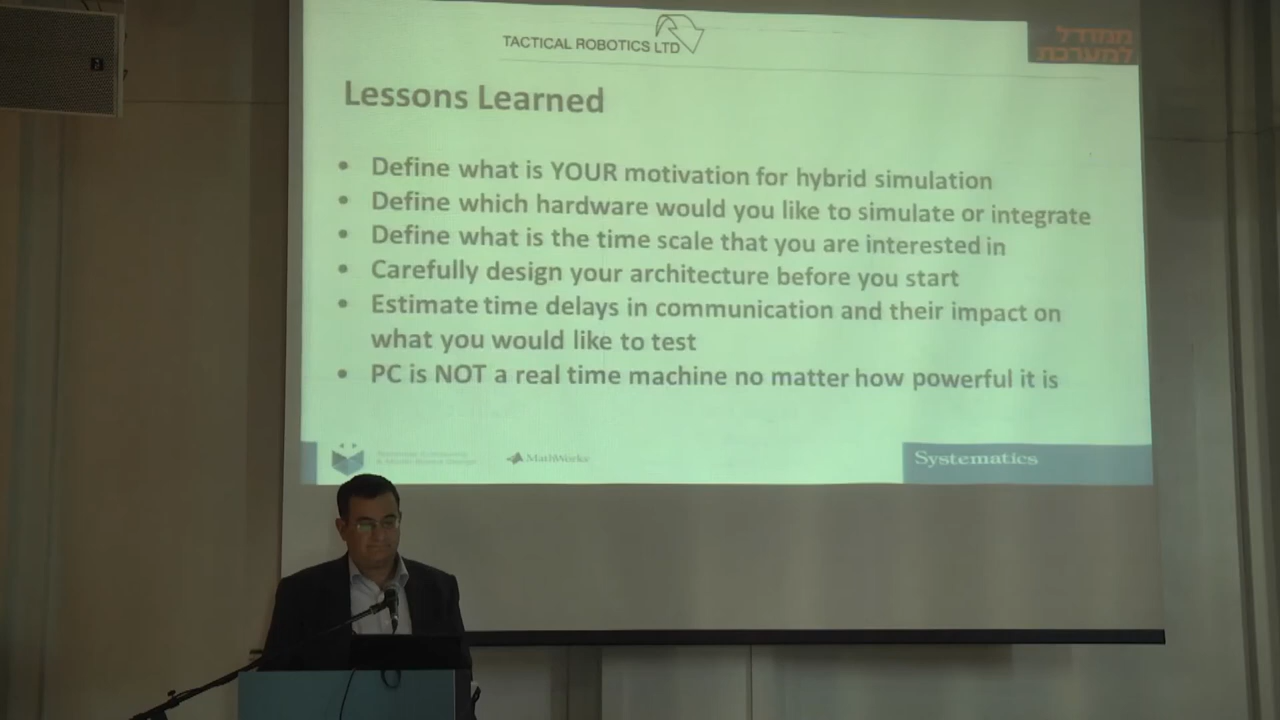 TACTICAL ROBOTICS LTD
ממודל
למערכת
Lessons Learned
• Define what is YOUR motivation for hybrid simulation
• Define which hardware would you like to simulate or integrate
• Define what is the time scale that you are interested in
• Carefully design your architecture before you start
• Estimate time delays in communication and their impact on
what you would like to test
• PC is NOT a real time machine no matter how powerful it is
MathWorks
Systematics